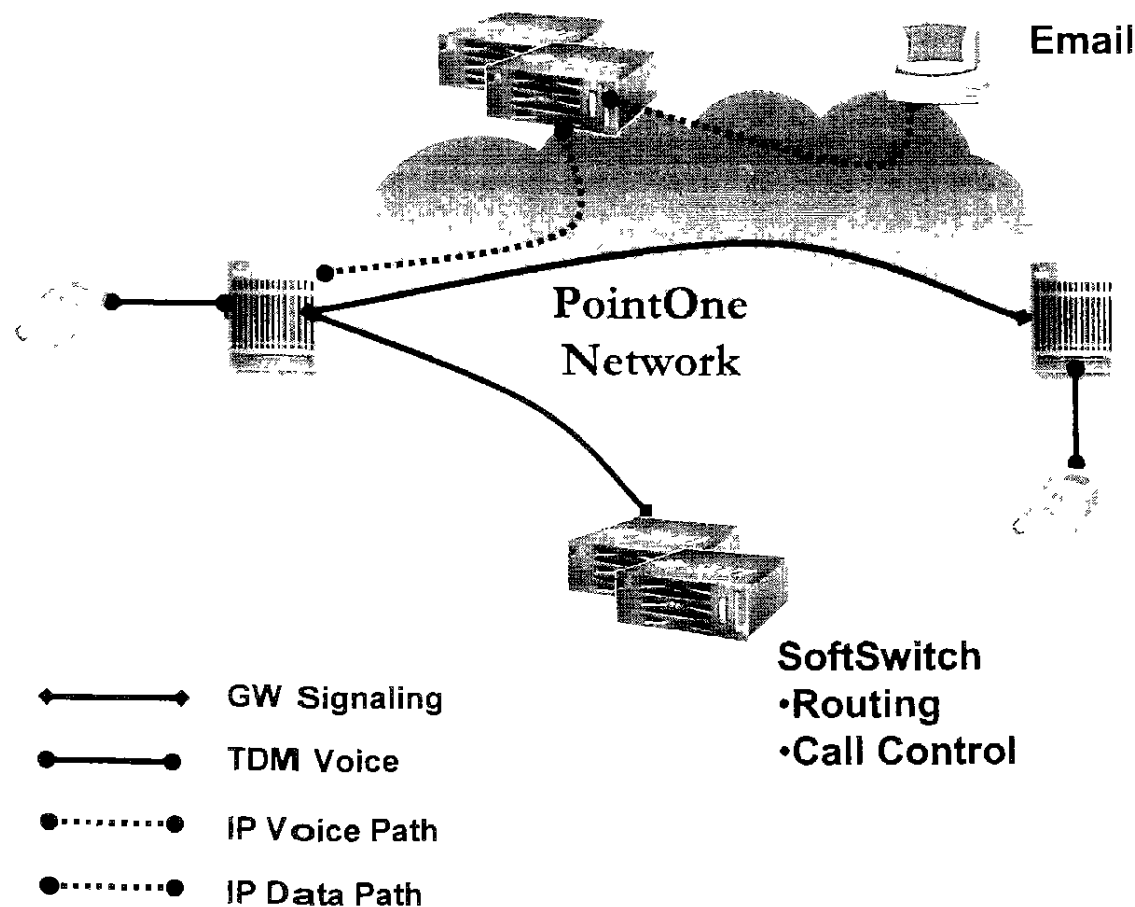 Email
PointOne
Network
SoftSwitch
•Routing
•Call Control
GW Signaling
TDM Voice
IP Voice Path
IP Data Path